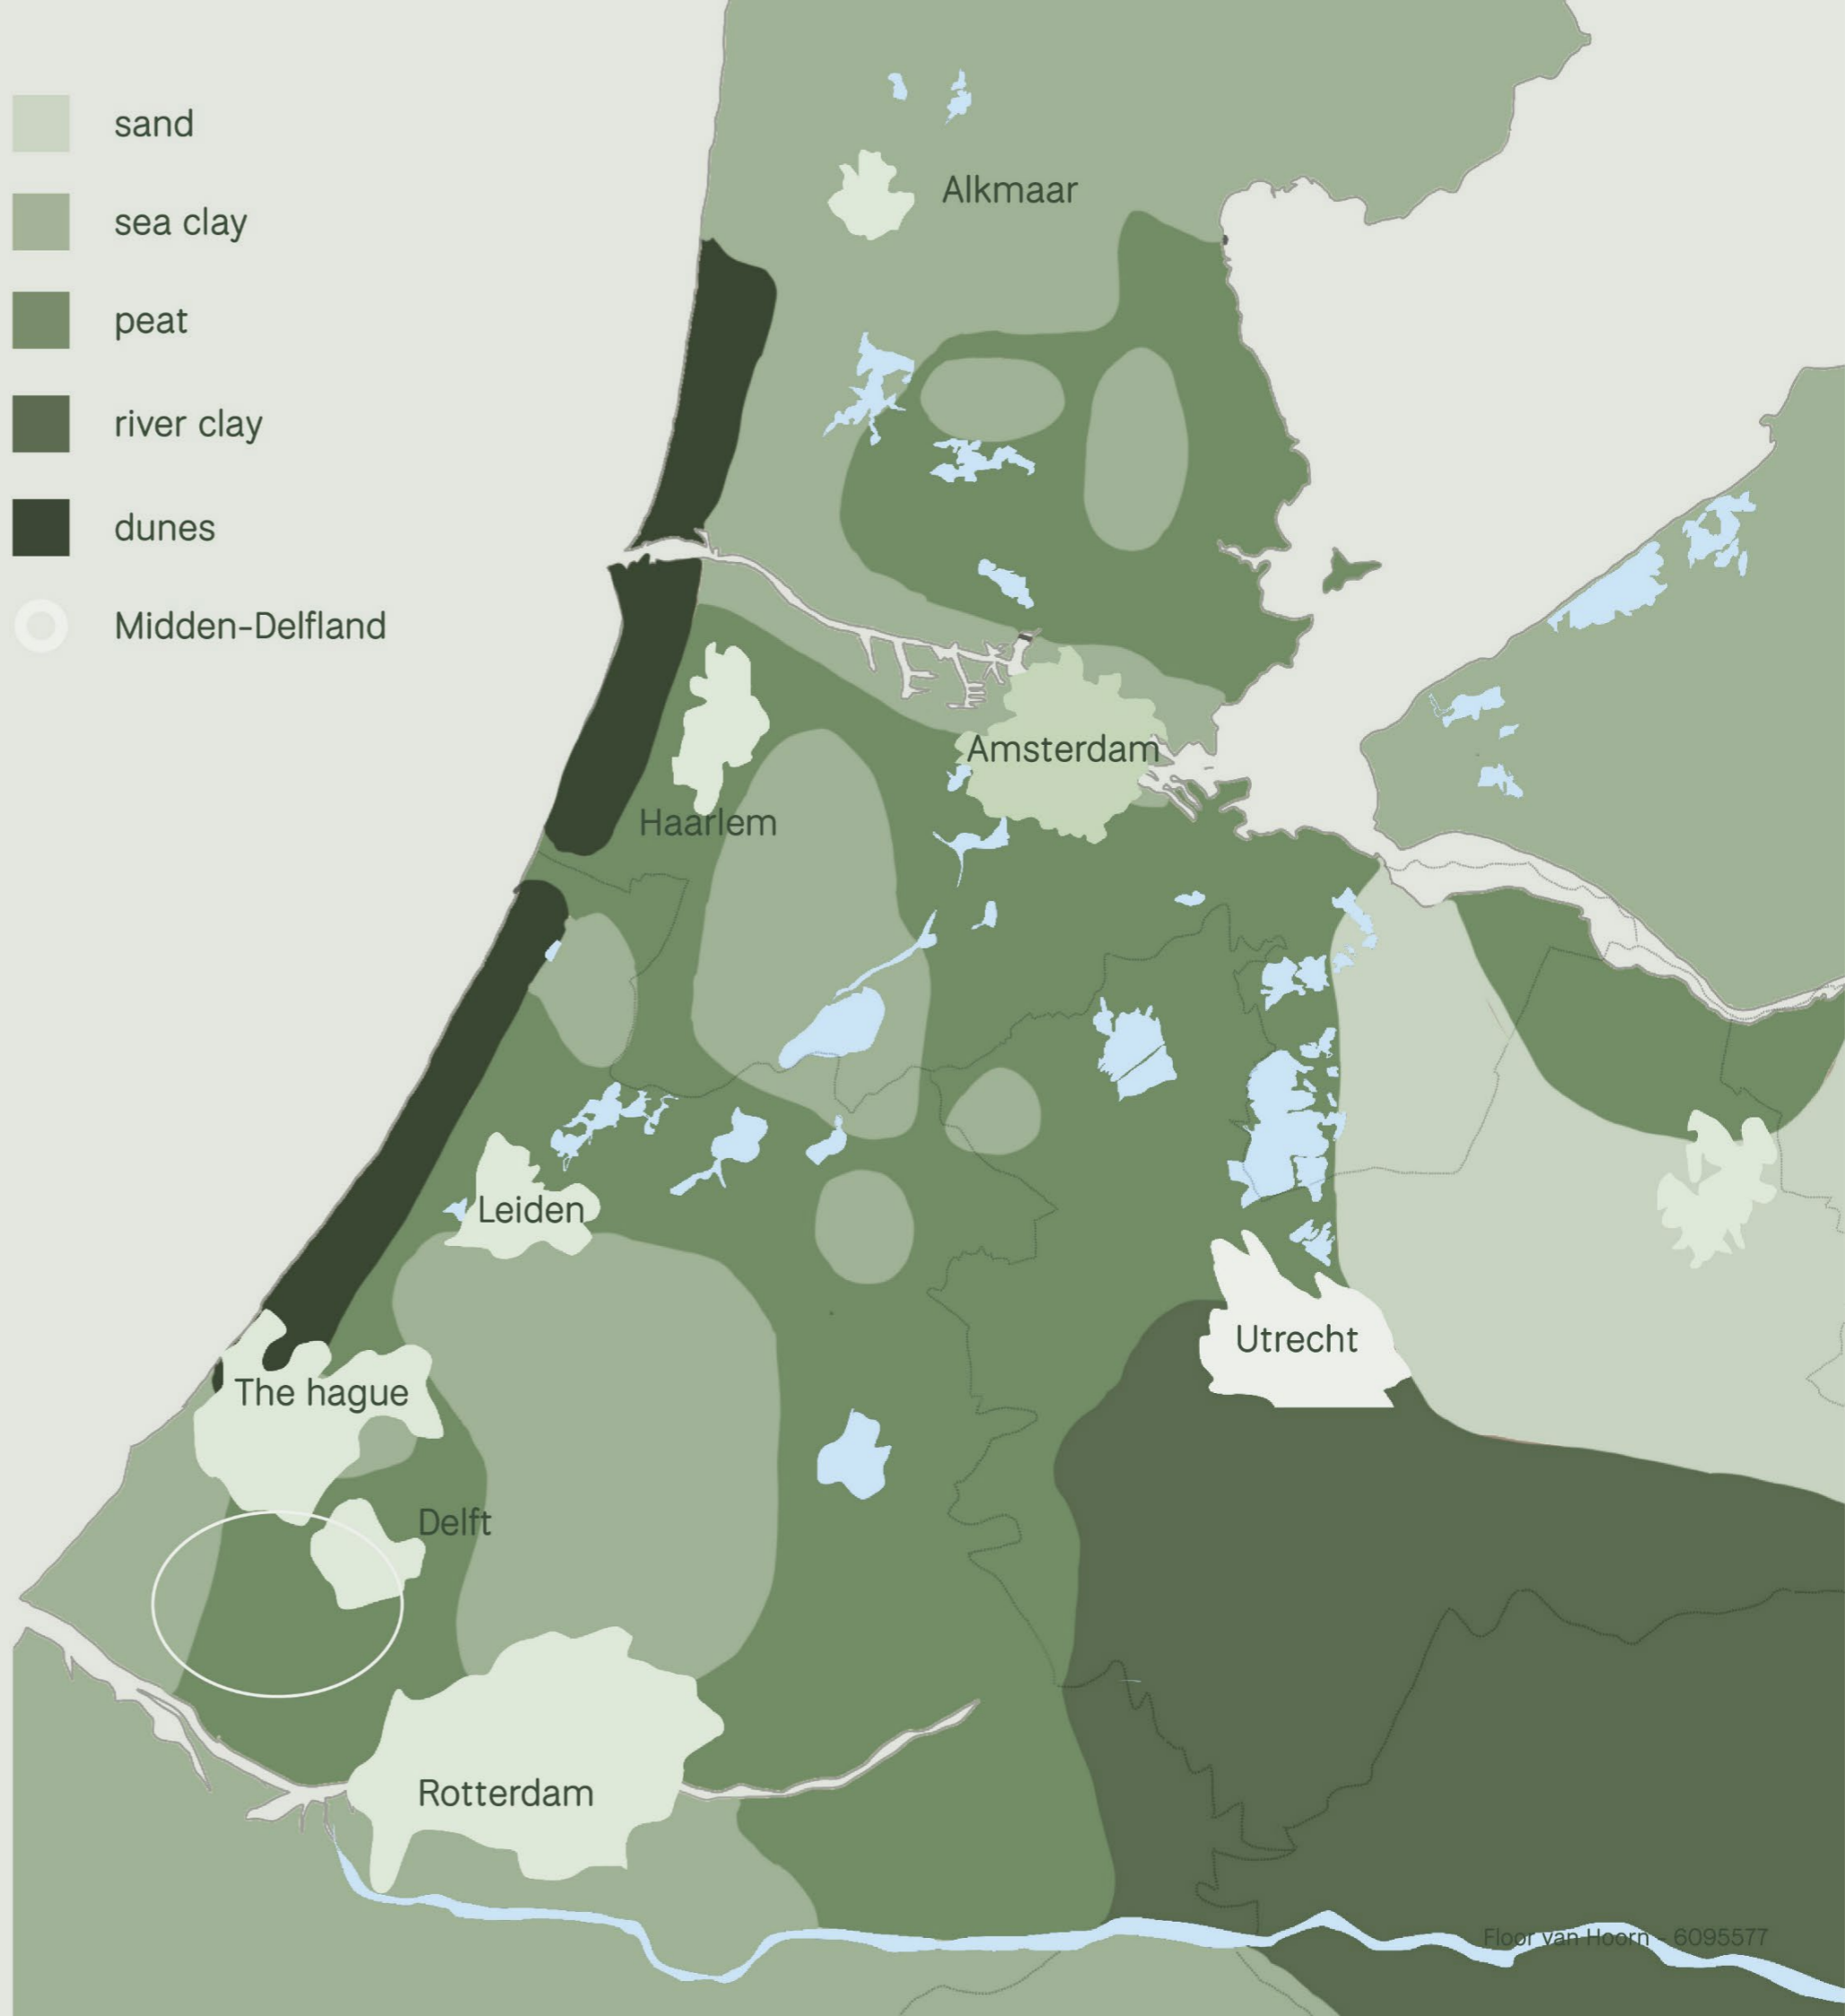 sand
sea clay
peat
river clay
dunes
Midden-Delfland
Alkmaar
Amsterdam
Haarlem
Leiden
Utrecht
The hague
Delft
Rotterdam
Floor van Hoorn - 6095577